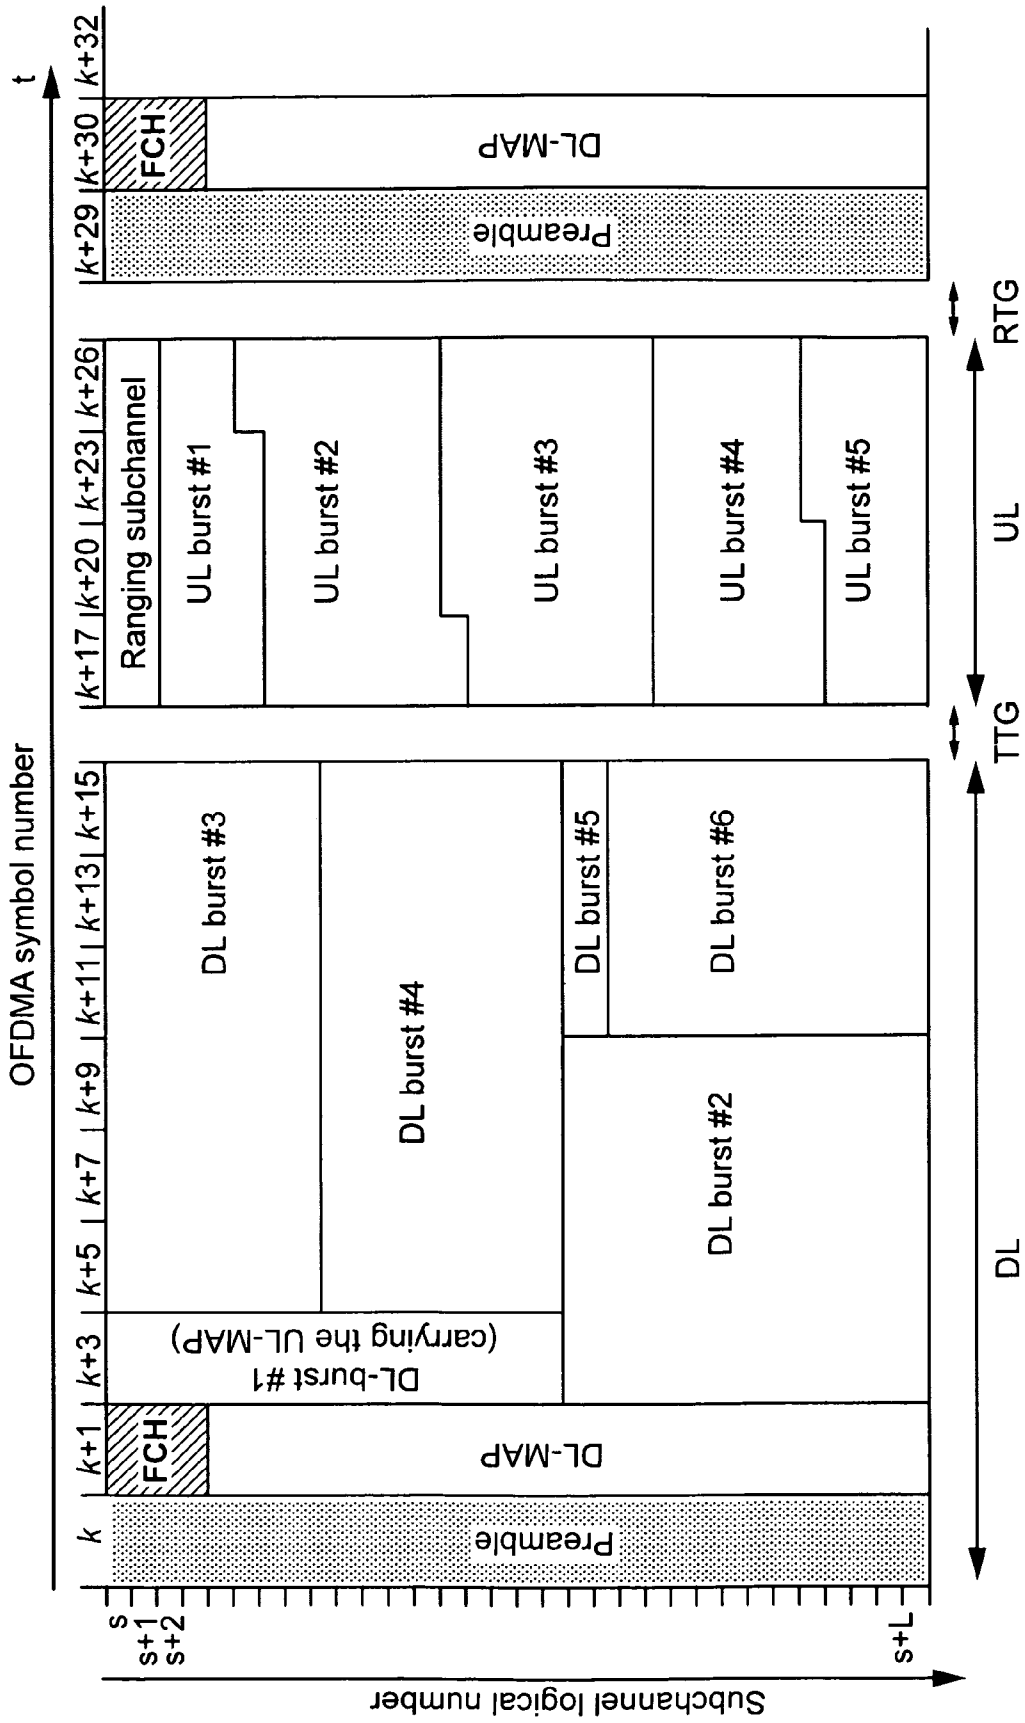 OFDMA symbol number
t
k
k+1
k+3
k+5
k+7
k+9
k+11
k+13
k+15
k+17
k+20
k+23
k+26
k+29
k+30
k+32
Subchannel logical number
s
s+1
s+2
s+L
Preamble
FCH
DL-MAP
DL-burst #1
(carrying the UL-MAP)
DL burst #3
DL burst #4
DL burst #2
DL burst #5
DL burst #6
Ranging subchannel
UL burst #1
UL burst #2
UL burst #3
UL burst #4
UL burst #5
Preamble
FCH
DL-MAP
DL
TTG
UL
RTG